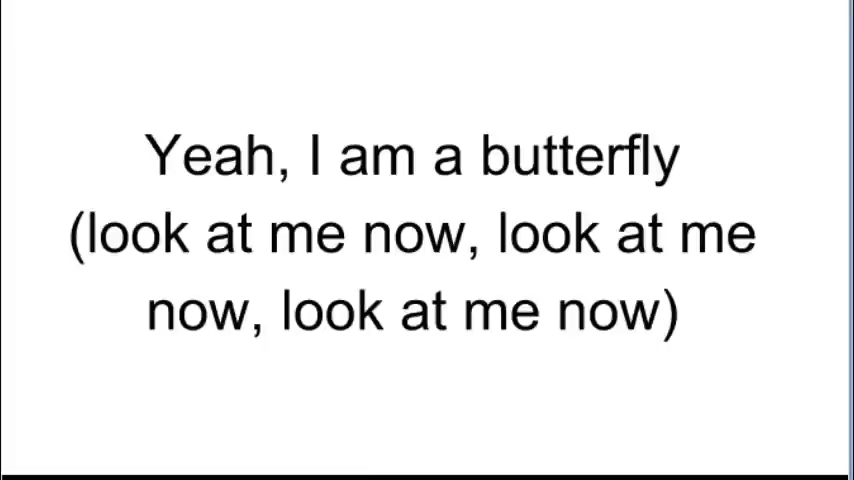 Yeah, I am a butterfly
(look at me now, look at me
now, look at me now)